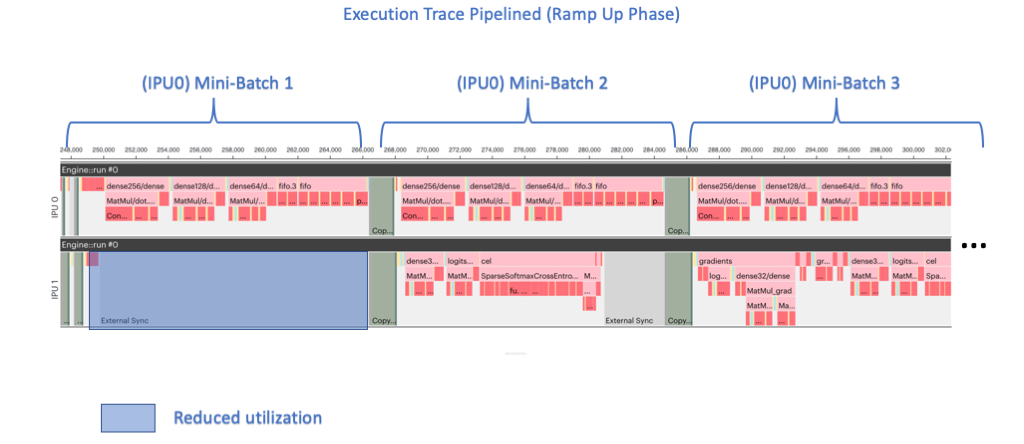 Execution Trace Pipelined (Ramp Up Phase)
(IPU0) Mini-Batch 1 (IPU0) Mini-Batch 2 (IPU0) Mini-Batch 3
248,000 250,000 252,000 254,000 256,000 258,000 260,000 262,000 264,000 266,000 268,000 270,000 272,000 274,000 276,000 278,000 280,000 282,000 284,000 286,000 288,000 290,000 292,000 294,000 296,000 298,000 300,000 302,0
Engine::run #0
IPU 0
... dense256/dense dense128/d... dense64/d... fifo.3 fifo dense256/dense dense128/d... dense64/d... fifo.3 fifo dense256/dense dense128/d... dense64/... fifo.3 fifo
MatMul/dot.... MatMul/d... MatMul/... ... ... ... ... ... ... p... MatMul/dot.... MatMul/d... MatMul/... ... ... ... ... ... ... p... MatMul/dot.... MatMul/d... MatMul/... ... ... ... ... ... ...
Con... ... ... ... ... Con... ... ... ... ... Con... ... ... ... ...
Cop... Cop...
Engine::run #0
IPU 1
dense3... logits... cel gradients gr... ... dense3... logits... cel
MatM... MatM... SparseSoftmaxCrossEntro... M... log... dense32/dense ... ... MatM... MatM... Spa...
... ... fu. ... ... ... ... MatMul_grad ... ... ...
... MatM... Ma...
... ...
... ... External Sync Copy... External Sync Copy...
•••
Reduced utilization